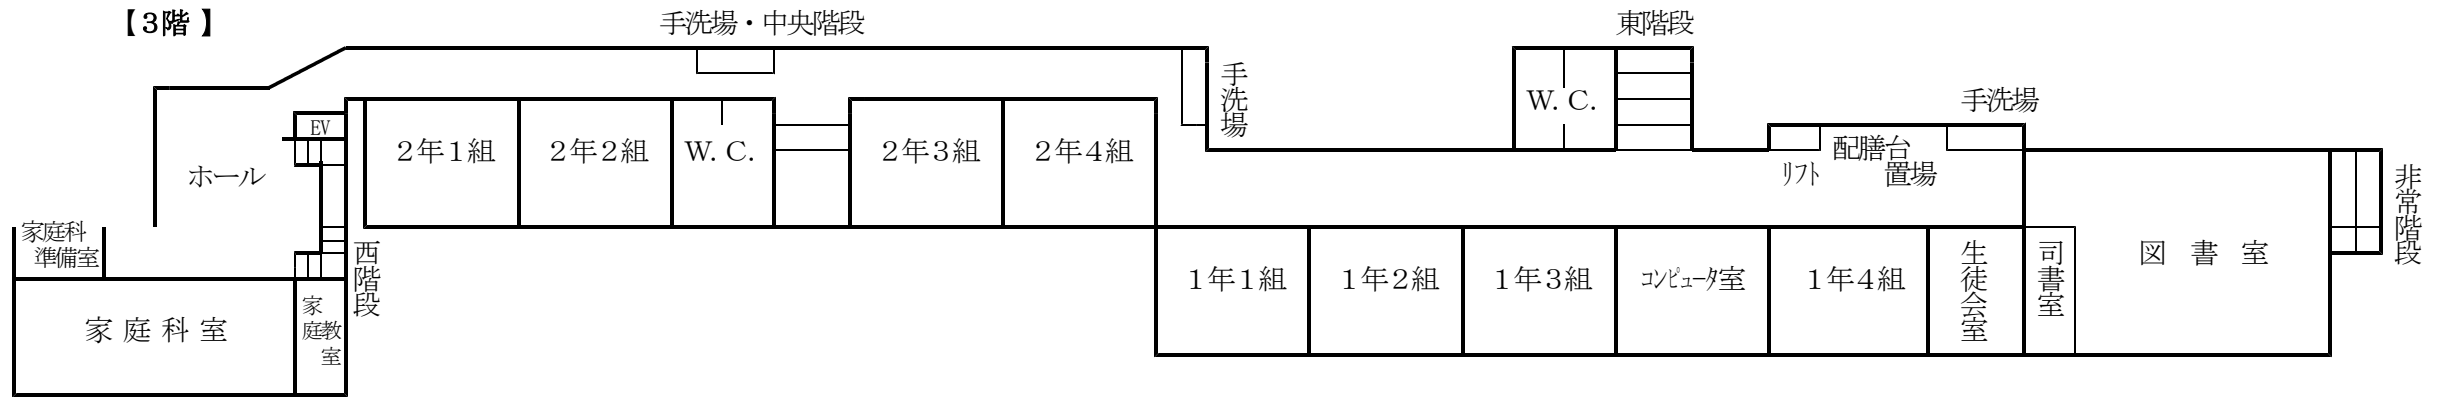 【３階】
手洗場・中央階段
東階段
手洗場
W.C.
手洗場
EV
２年１組
２年２組
W.C.
２年３組
２年４組
配膳台
置場
リフト
ホール
非常階段
家庭科
準備室
西階段
１年１組
１年２組
１年３組
コンピュータ室
１年４組
生徒会室
司書室
図書室
家庭科室
家
庭教
室